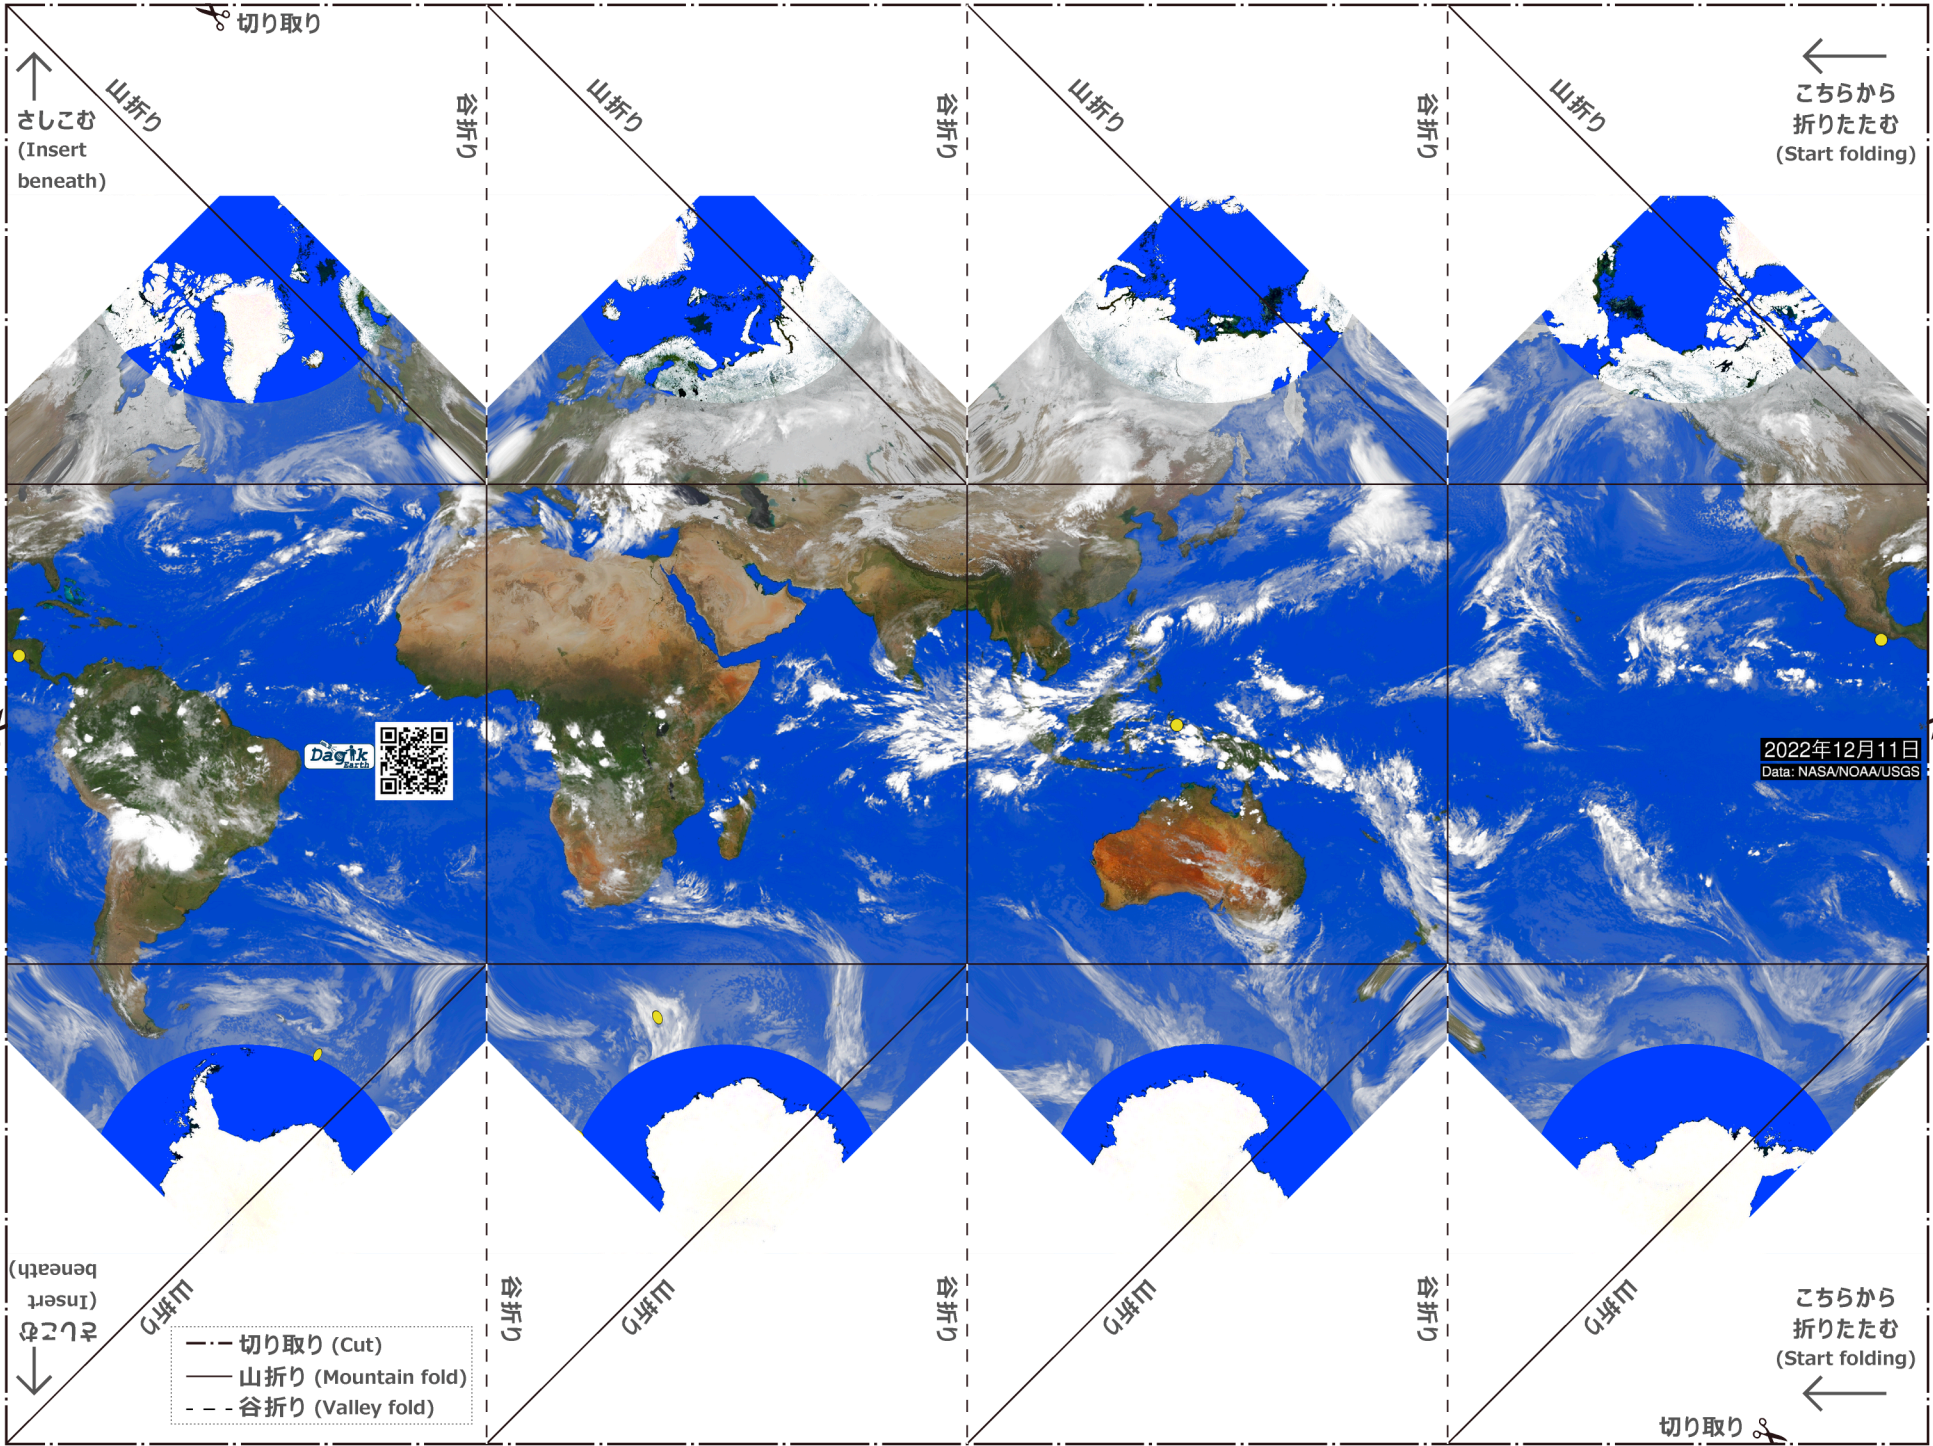 切り取り
さしこむ
(Insert
beneath)
山折り
谷折り
山折り
谷折り
山折り
谷折り
山折り
こちらから
折りたたむ
(Start folding)
Dagik
Earth
2022年12月11日
Data: NASA/NOAA/USGS
さしこむ
(Insert
beneath)
山折り
谷折り
山折り
谷折り
山折り
谷折り
山折り
こちらから
折りたたむ
(Start folding)
切り取り (Cut)
山折り (Mountain fold)
谷折り (Valley fold)
切り取り